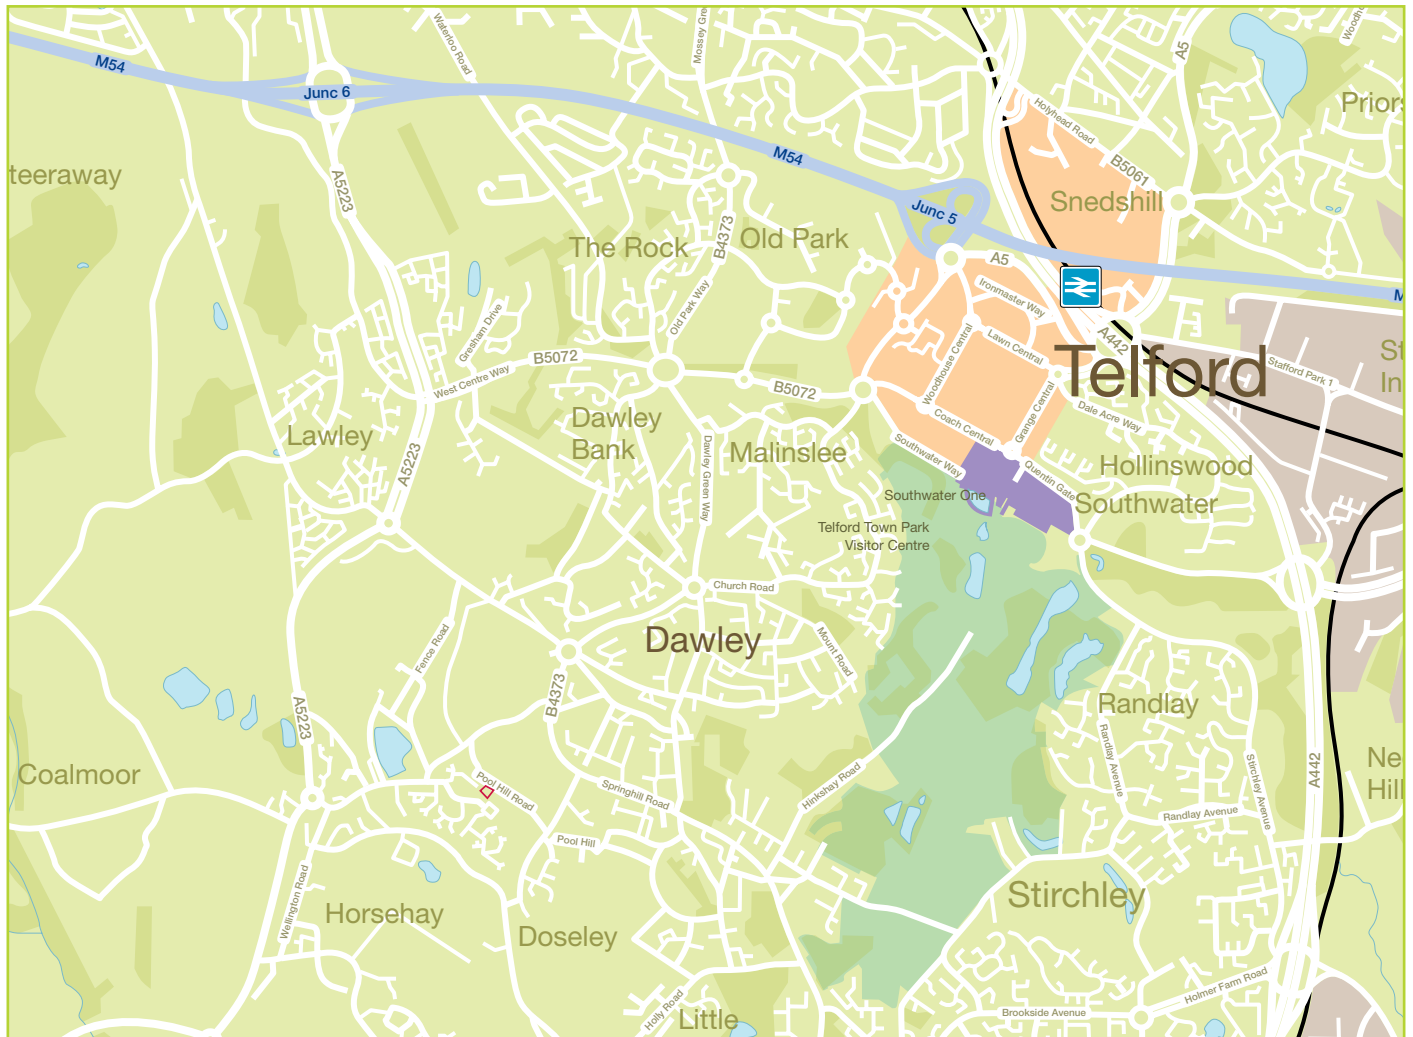 M54
Junc 6
Waterloo Road
Mossey Gre
A5
Woodh
Priors
Holyhead Road
B5061
M54
teeraway
A5223
Snedshill
Junc 5
The Rock
B4373
Old Park
A5
M
Ironmaster Way
Old Park Way
Gresham Drive
Woodhouse Central
Lawn Central
A442
Telford
Stafford Park 1
St
In
B5072
West Centre Way
B5072
Grange Central
Dale Acre Way
Dawley
Bank
Coach Central
Lawley
A5223
Dawley Green Way
Malinslee
Southwater Way
Quentin Gate
Hollinswood
Southwater One
Southwater
Telford Town Park
Visitor Centre
Church Road
Fence Road
Dawley
Mount Road
B4373
A5223
Randlay
Randlay Avenue
Stirchley Avenue
A442
Ne
Hill
Coalmoor
Pool Hill Road
Springhill Road
Hinkshay Road
Randlay Avenue
Pool Hill
Wellington Road
Horsehay
Stirchley
Doseley
Holly Road
Little
Holmer Farm Road
Brookside Avenue